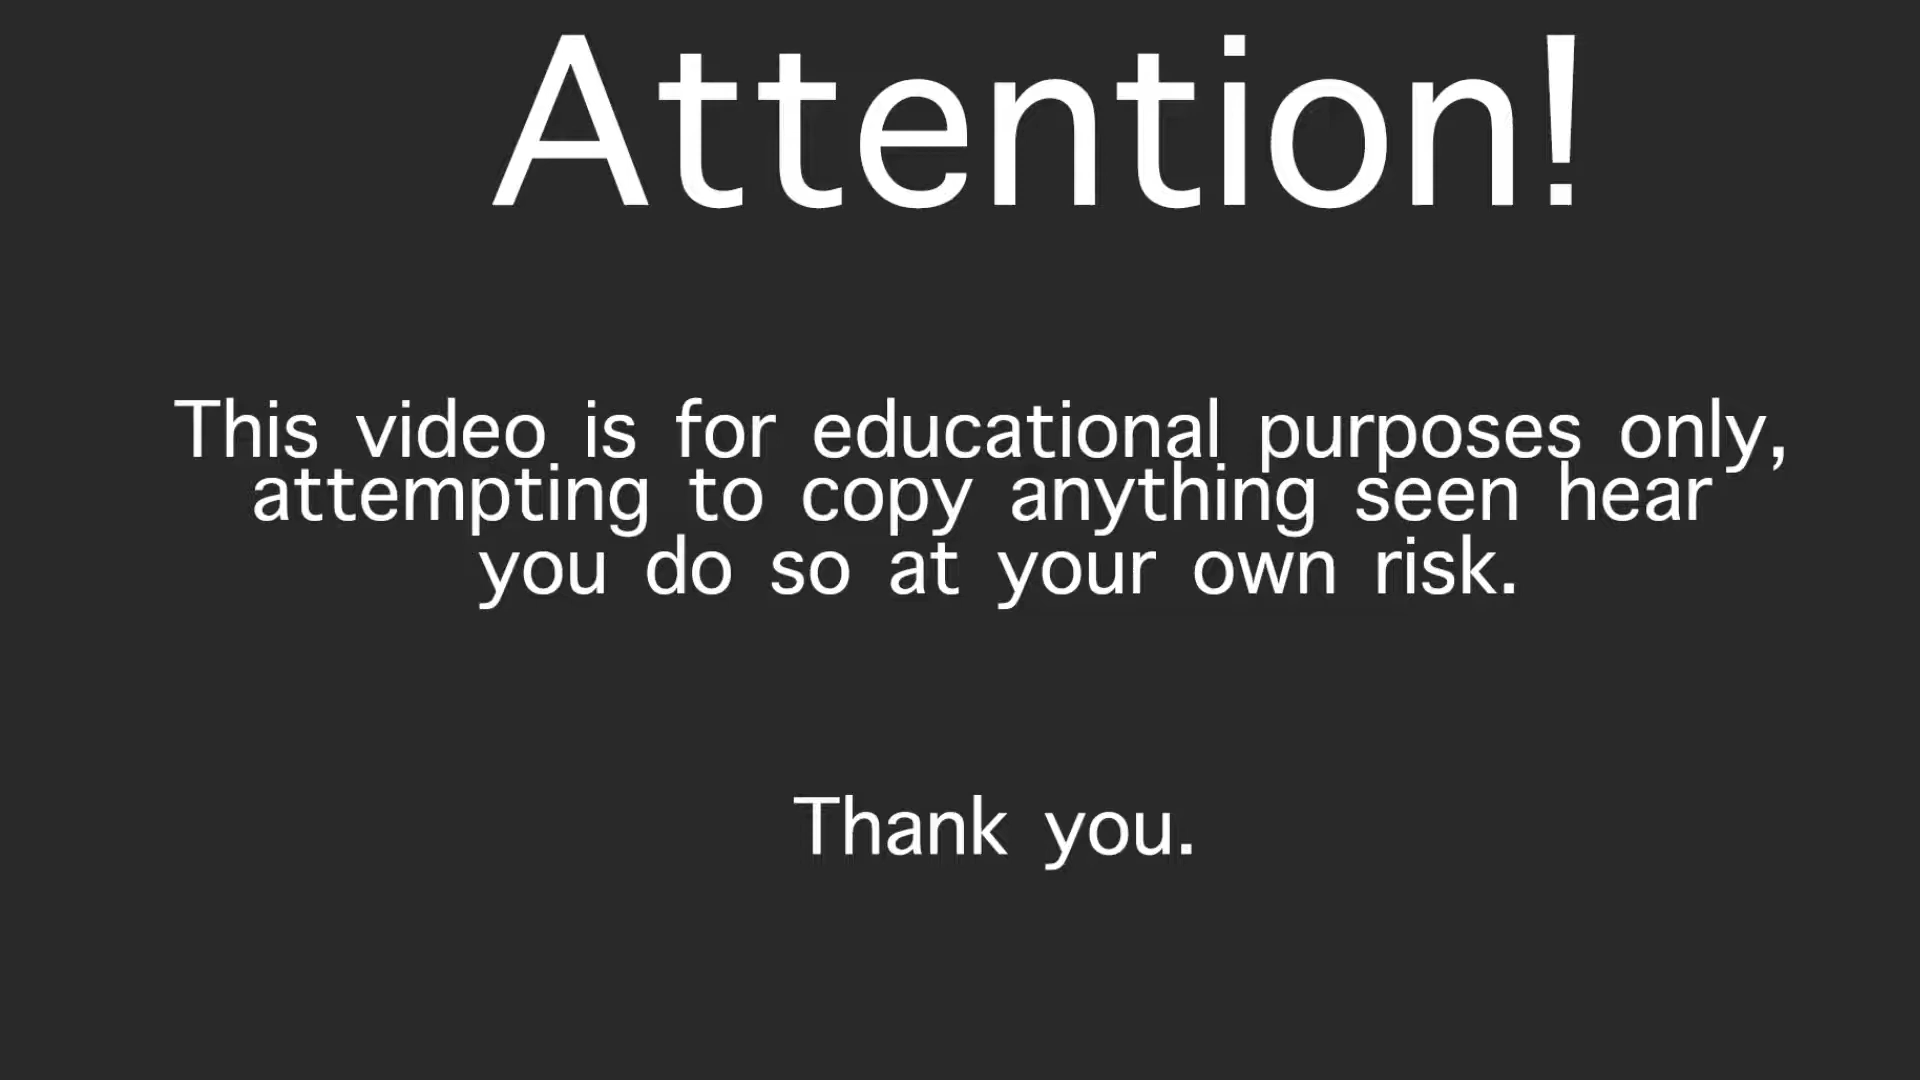 Attention!
This video is for educational purposes only,
attempting to copy anything seen hear
you do so at your own risk.
Thank you.